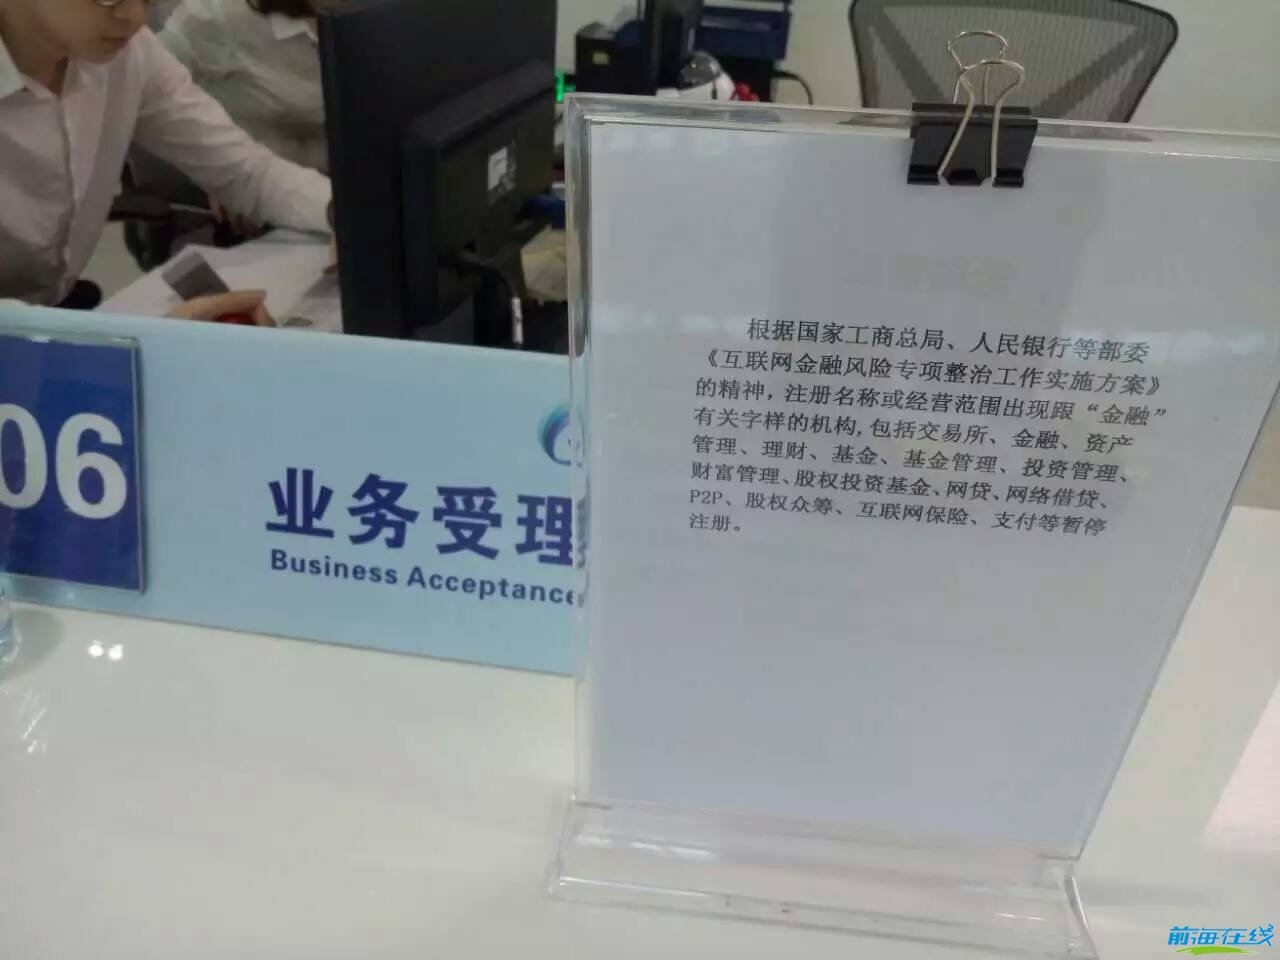 06
业务受理
Business Acceptance
根据国家工商总局、人民银行等部委
《互联网金融风险专项整治工作实施方案》
的精神，注册名称或经营范围出现跟“金融”
有关字样的机构，包括交易所、金融、资产
管理、理财、基金、基金管理、投资管理、
财富管理、股权投资基金、网贷、网络借贷、
P2P、股权众筹、互联网保险、支付等暂停
注册。
前海在线